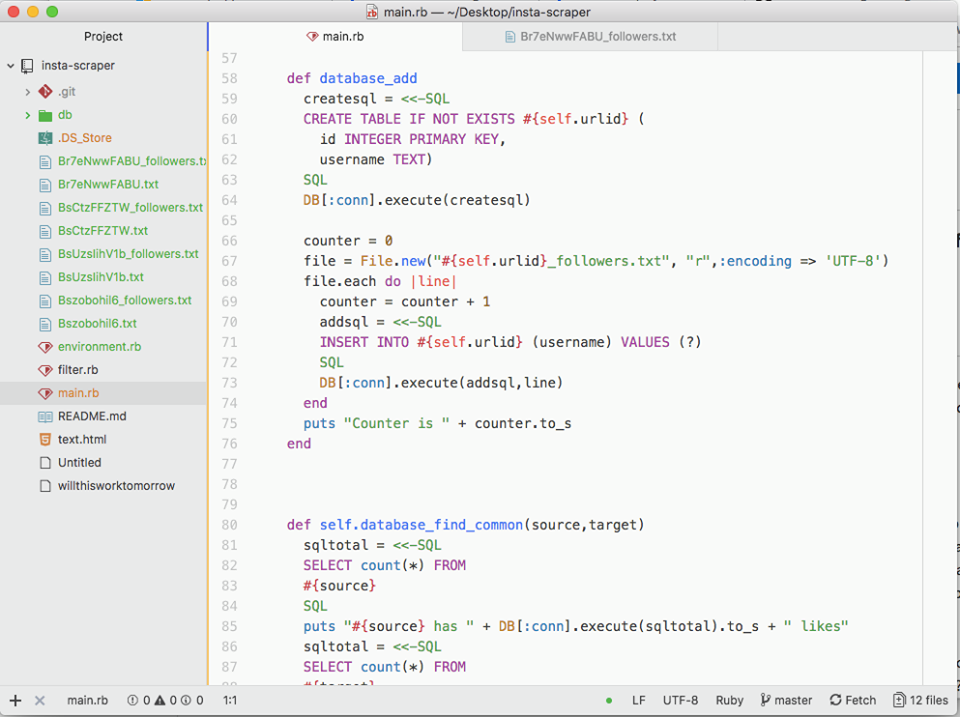 main.rb — ~/Desktop/insta-scraper
Project
insta-scraper
.git
db
.DS_Store
Br7eNwwFABU_followers.tx
Br7eNwwFABU.txt
BsCtzFFZTW_followers.txt
BsCtzFFZTW.txt
BsUzslihV1b_followers.txt
BsUzslihV1b.txt
Bszobohil6_followers.txt
Bszobohil6.txt
environment.rb
filter.rb
main.rb
README.md
text.html
Untitled
willthisworktomorrow
main.rb
Br7eNwwFABU_followers.txt
57
58 def database_add
59 createsql = <<-SQL
60 CREATE TABLE IF NOT EXISTS #{self.urlid} (
61 id INTEGER PRIMARY KEY,
62 username TEXT)
63 SQL
64 DB[:conn].execute(createsql)
65
66 counter = 0
67 file = File.new("#{self.urlid}_followers.txt", "r",:encoding => 'UTF-8')
68 file.each do |line|
69 counter = counter + 1
70 addsql = <<-SQL
71 INSERT INTO #{self.urlid} (username) VALUES (?)
72 SQL
73 DB[:conn].execute(addsql,line)
74 end
75 puts "Counter is " + counter.to_s
76 end
77
78
79
80 def self.database_find_common(source,target)
81 sqltotal = <<-SQL
82 SELECT count(*) FROM
83 #{source}
84 SQL
85 puts "#{source} has " + DB[:conn].execute(sqltotal).to_s + " likes"
86 sqltotal = <<-SQL
87 SELECT count(*) FROM
#{target}
main.rb 0 0 0 1:1
LF UTF-8 Ruby master Fetch 12 files